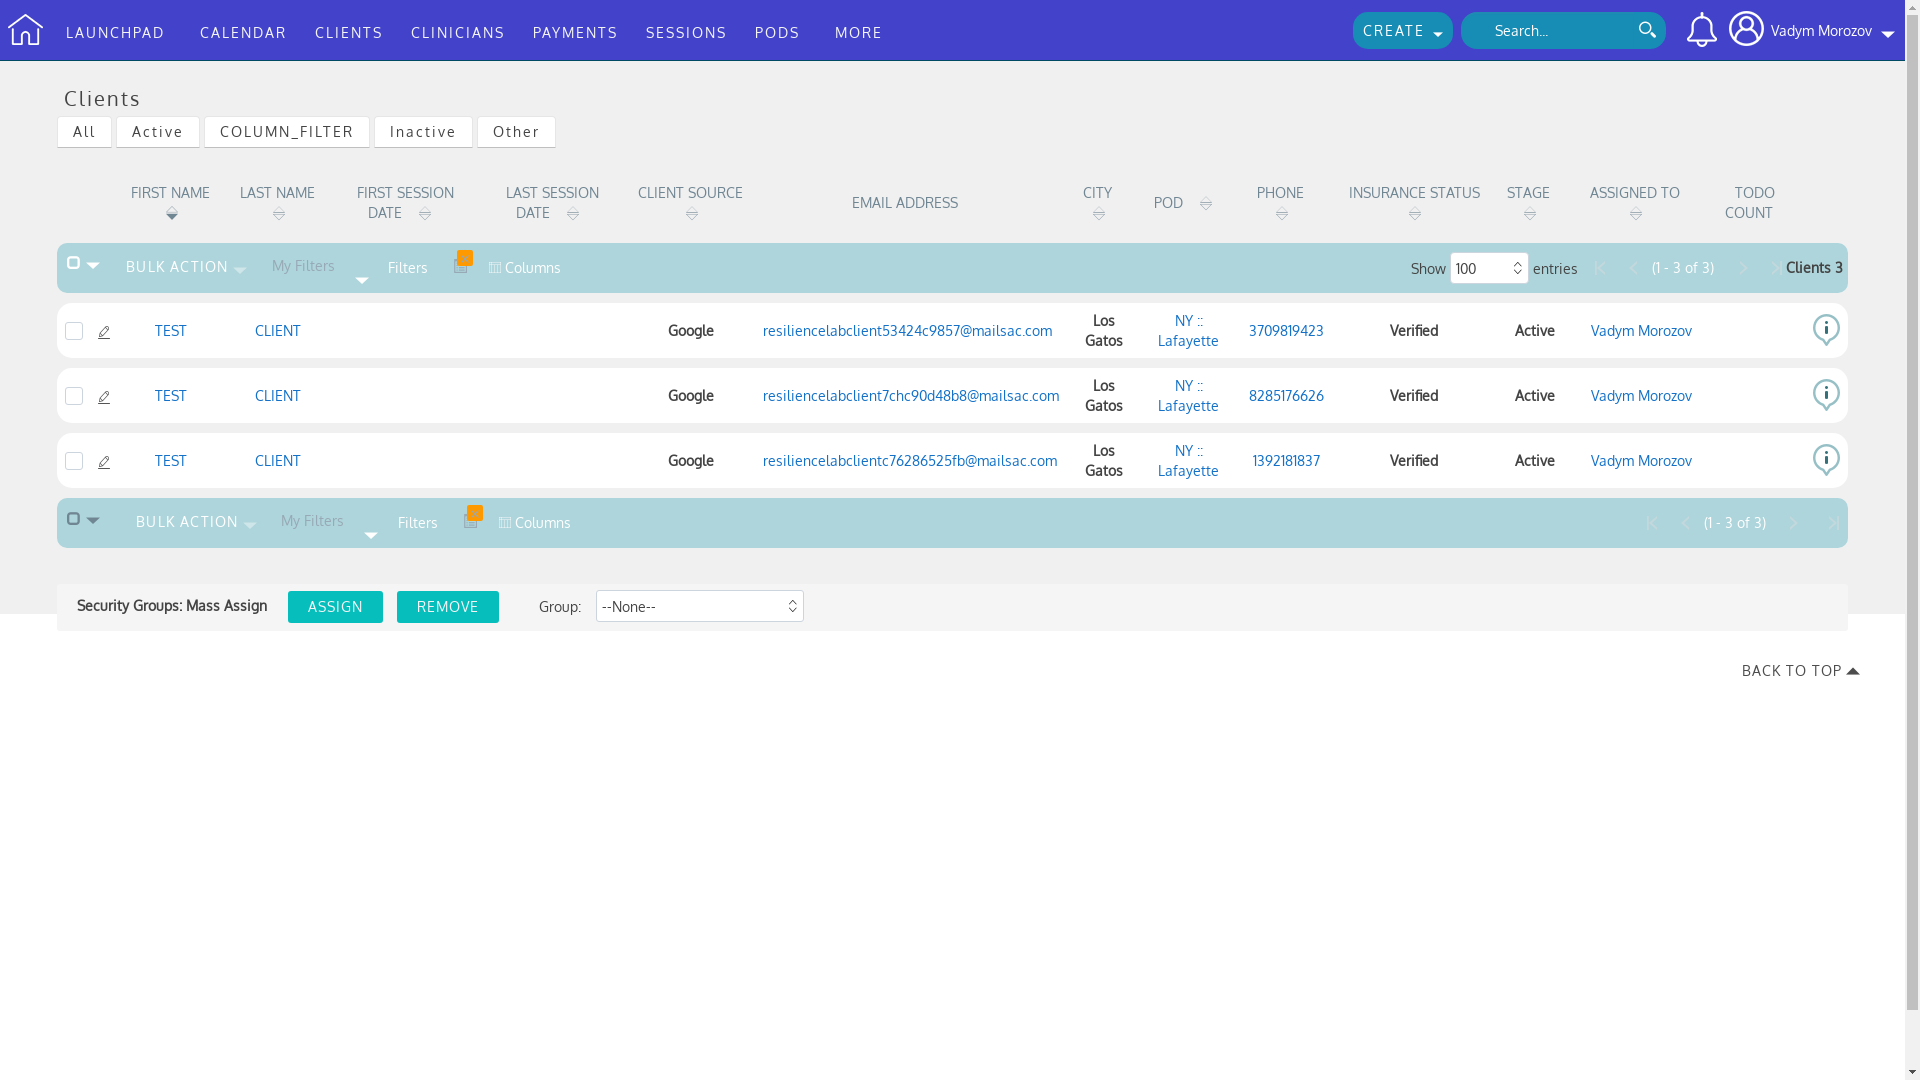 LAUNCHPAD CALENDAR CLIENTS CLINICIANS PAYMENTS SESSIONS PODS MORE CREATE Search... Vadym Morozov
Clients
All Active COLUMN_FILTER Inactive Other
FIRST NAME LAST NAME FIRST SESSION DATE LAST SESSION DATE CLIENT SOURCE EMAIL ADDRESS CITY POD PHONE INSURANCE STATUS STAGE ASSIGNED TO TODO COUNT
BULK ACTION My Filters Filters Columns Show 100 entries (1 - 3 of 3) Clients 3
TEST CLIENT Google resiliencelabclient53424c9857@mailsac.com Los Gatos NY :: Lafayette 3709819423 Verified Active Vadym Morozov
TEST CLIENT Google resiliencelabclient7chc90d48b8@mailsac.com Los Gatos NY :: Lafayette 8285176626 Verified Active Vadym Morozov
TEST CLIENT Google resiliencelabclientc76286525fb@mailsac.com Los Gatos NY :: Lafayette 1392181837 Verified Active Vadym Morozov
BULK ACTION My Filters Filters Columns (1 - 3 of 3)
Security Groups: Mass Assign ASSIGN REMOVE Group: --None--
BACK TO TOP